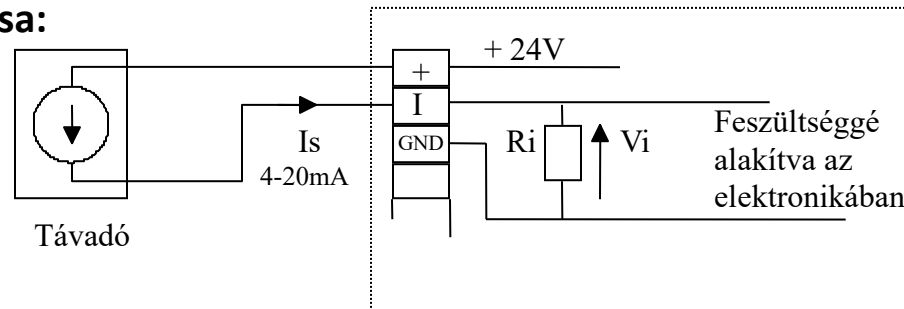 sa:
+ 24V
+
I
GND
Is
4-20mA
Ri
Vi
Feszültséggé
alakítva az
elektronikában
Távadó